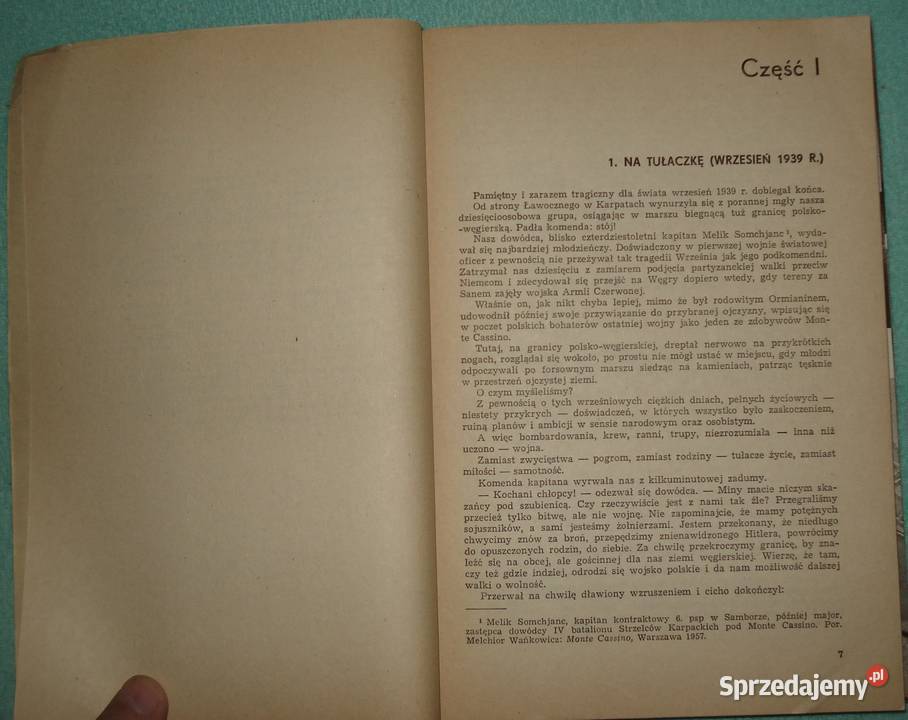 Część I
1. NA TUŁACZKĘ (WRZESIEŃ 1939 R.)
Pamiętny i zarazem tragiczny dla świata wrzesień 1939 r. dobiegał końca.
Od strony Ławocznego w Karpatach wynurzyła się z porannej mgły nasza
dziesięcioosobowa grupa, osiągając w marszu biegnącą tuż granicę polsko-
-węgierską. Padła komenda: stój!
Nasz dowódca, blisko czterdziestoletni kapitan Melik Somchjanc¹, wyda-
wał się najbardziej młodzieńczy. Doświadczony w pierwszej wojnie światowej
oficer z pewnością nie przeżywał tak tragedii Września jak jego podkomendni.
Zatrzymał nas dziesięciu z zamiarem podjęcia partyzanckiej walki przeciw
Niemcom i zdecydował się przejść na Węgry dopiero wtedy, gdy tereny za
Sanem zajęły wojska Armii Czerwonej.
Właśnie on, jak nikt chyba lepiej, mimo że był rodowitym Ormianinem,
udowodnił później swoje przywiązanie do przybranej ojczyzny, wpisując się
w poczet polskich bohaterów ostatniej wojny jako jeden ze zdobywców Mon-
te Cassino.
Tutaj, na granicy polsko-węgierskiej, dreptał nerwowo na przykrótkich
nogach, rozglądał się wokoło, po prostu nie mógł ustać w miejscu, gdy młodzi
odpoczywali po forsownym marszu siedząc na kamieniach, patrząc tęsknie
w przestrzeń ojczystej ziemi.
O czym myśleliśmy?
Z pewnością o tych wrześniowych ciężkich dniach, pełnych życiowych —
niestety przykrych — doświadczeń, w których wszystko było zaskoczeniem,
ruiną planów i ambicji w sensie narodowym oraz osobistym.
A więc bombardowania, krew, ranni, trupy, niezrozumiała — inna niż
uczono — wojna.
Zamiast zwycięstwa — pogrom, zamiast rodziny — tułacze życie, zamiast
miłości — samotność.
Komenda kapitana wyrwała nas z kilkuminutowej zadumy.
— Kochani chłopcy! — odezwał się dowódca. — Miny macie niczym ska-
zańcy pod szubienicą. Czy rzeczywiście jest z nami tak źle? Przegraliśmy
przecież tylko bitwę, ale nie wojnę. Nie zapominajcie, że mamy potężnych
sojuszników, a sami jesteśmy żołnierzami. Jestem przekonany, że niedługo
chwycimy znów za broń, przepędzimy znienawidzonego Hitlera, powrócimy
do opuszczonych rodzin, do siebie. Za chwilę przekroczymy granicę, by zna-
leźć się na obcej, ale gościnnej dla nas ziemi węgierskiej. Wierzę, że tam,
czy też gdzie indziej, odrodzi się wojsko polskie i da nam możliwość dalszej
walki o wolność.
Przerwał na chwilę dławiony wzruszeniem i cicho dokończył:
¹ Melik Somchjanc, kapitan kontraktowy 6. psp w Samborze, później major,
zastępca dowódcy IV batalionu Strzelców Karpackich pod Monte Cassino. Por.
Melchior Wańkowicz: Monte Cassino, Warszawa 1957.
7
Sprzedajemy.pl